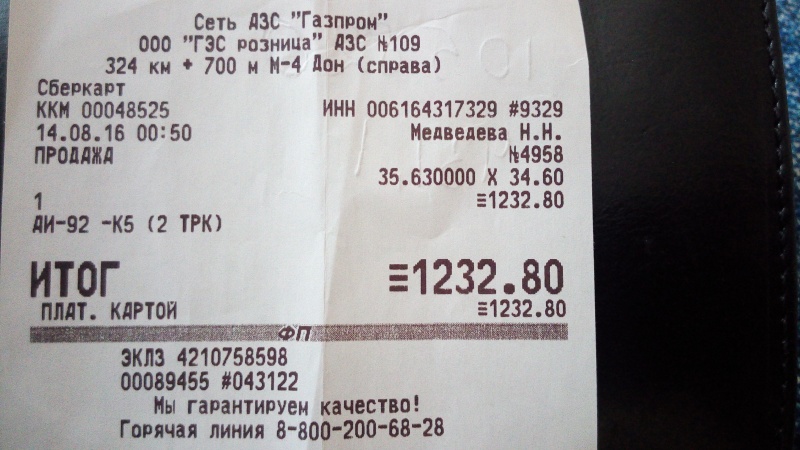 Сеть АЗС "Газпром"
ООО "ГЭС розница" АЗС №109
324 км + 700 м М-4 Дон (справа)
Сберкарт
ККМ 00048525 ИНН 006164317329 #9329
14.08.16 00:50 Медведева Н.Н.
ПРОДАЖА №4958
35.630000 X 34.60
1 ≡1232.80
АИ-92 -К5 (2 ТРК)
ИТОГ ≡1232.80
ПЛАТ. КАРТОЙ ≡1232.80
ФП
ЭКЛЗ 4210758598
00089455 #043122
Мы гарантируем качество!
Горячая линия 8-800-200-68-28